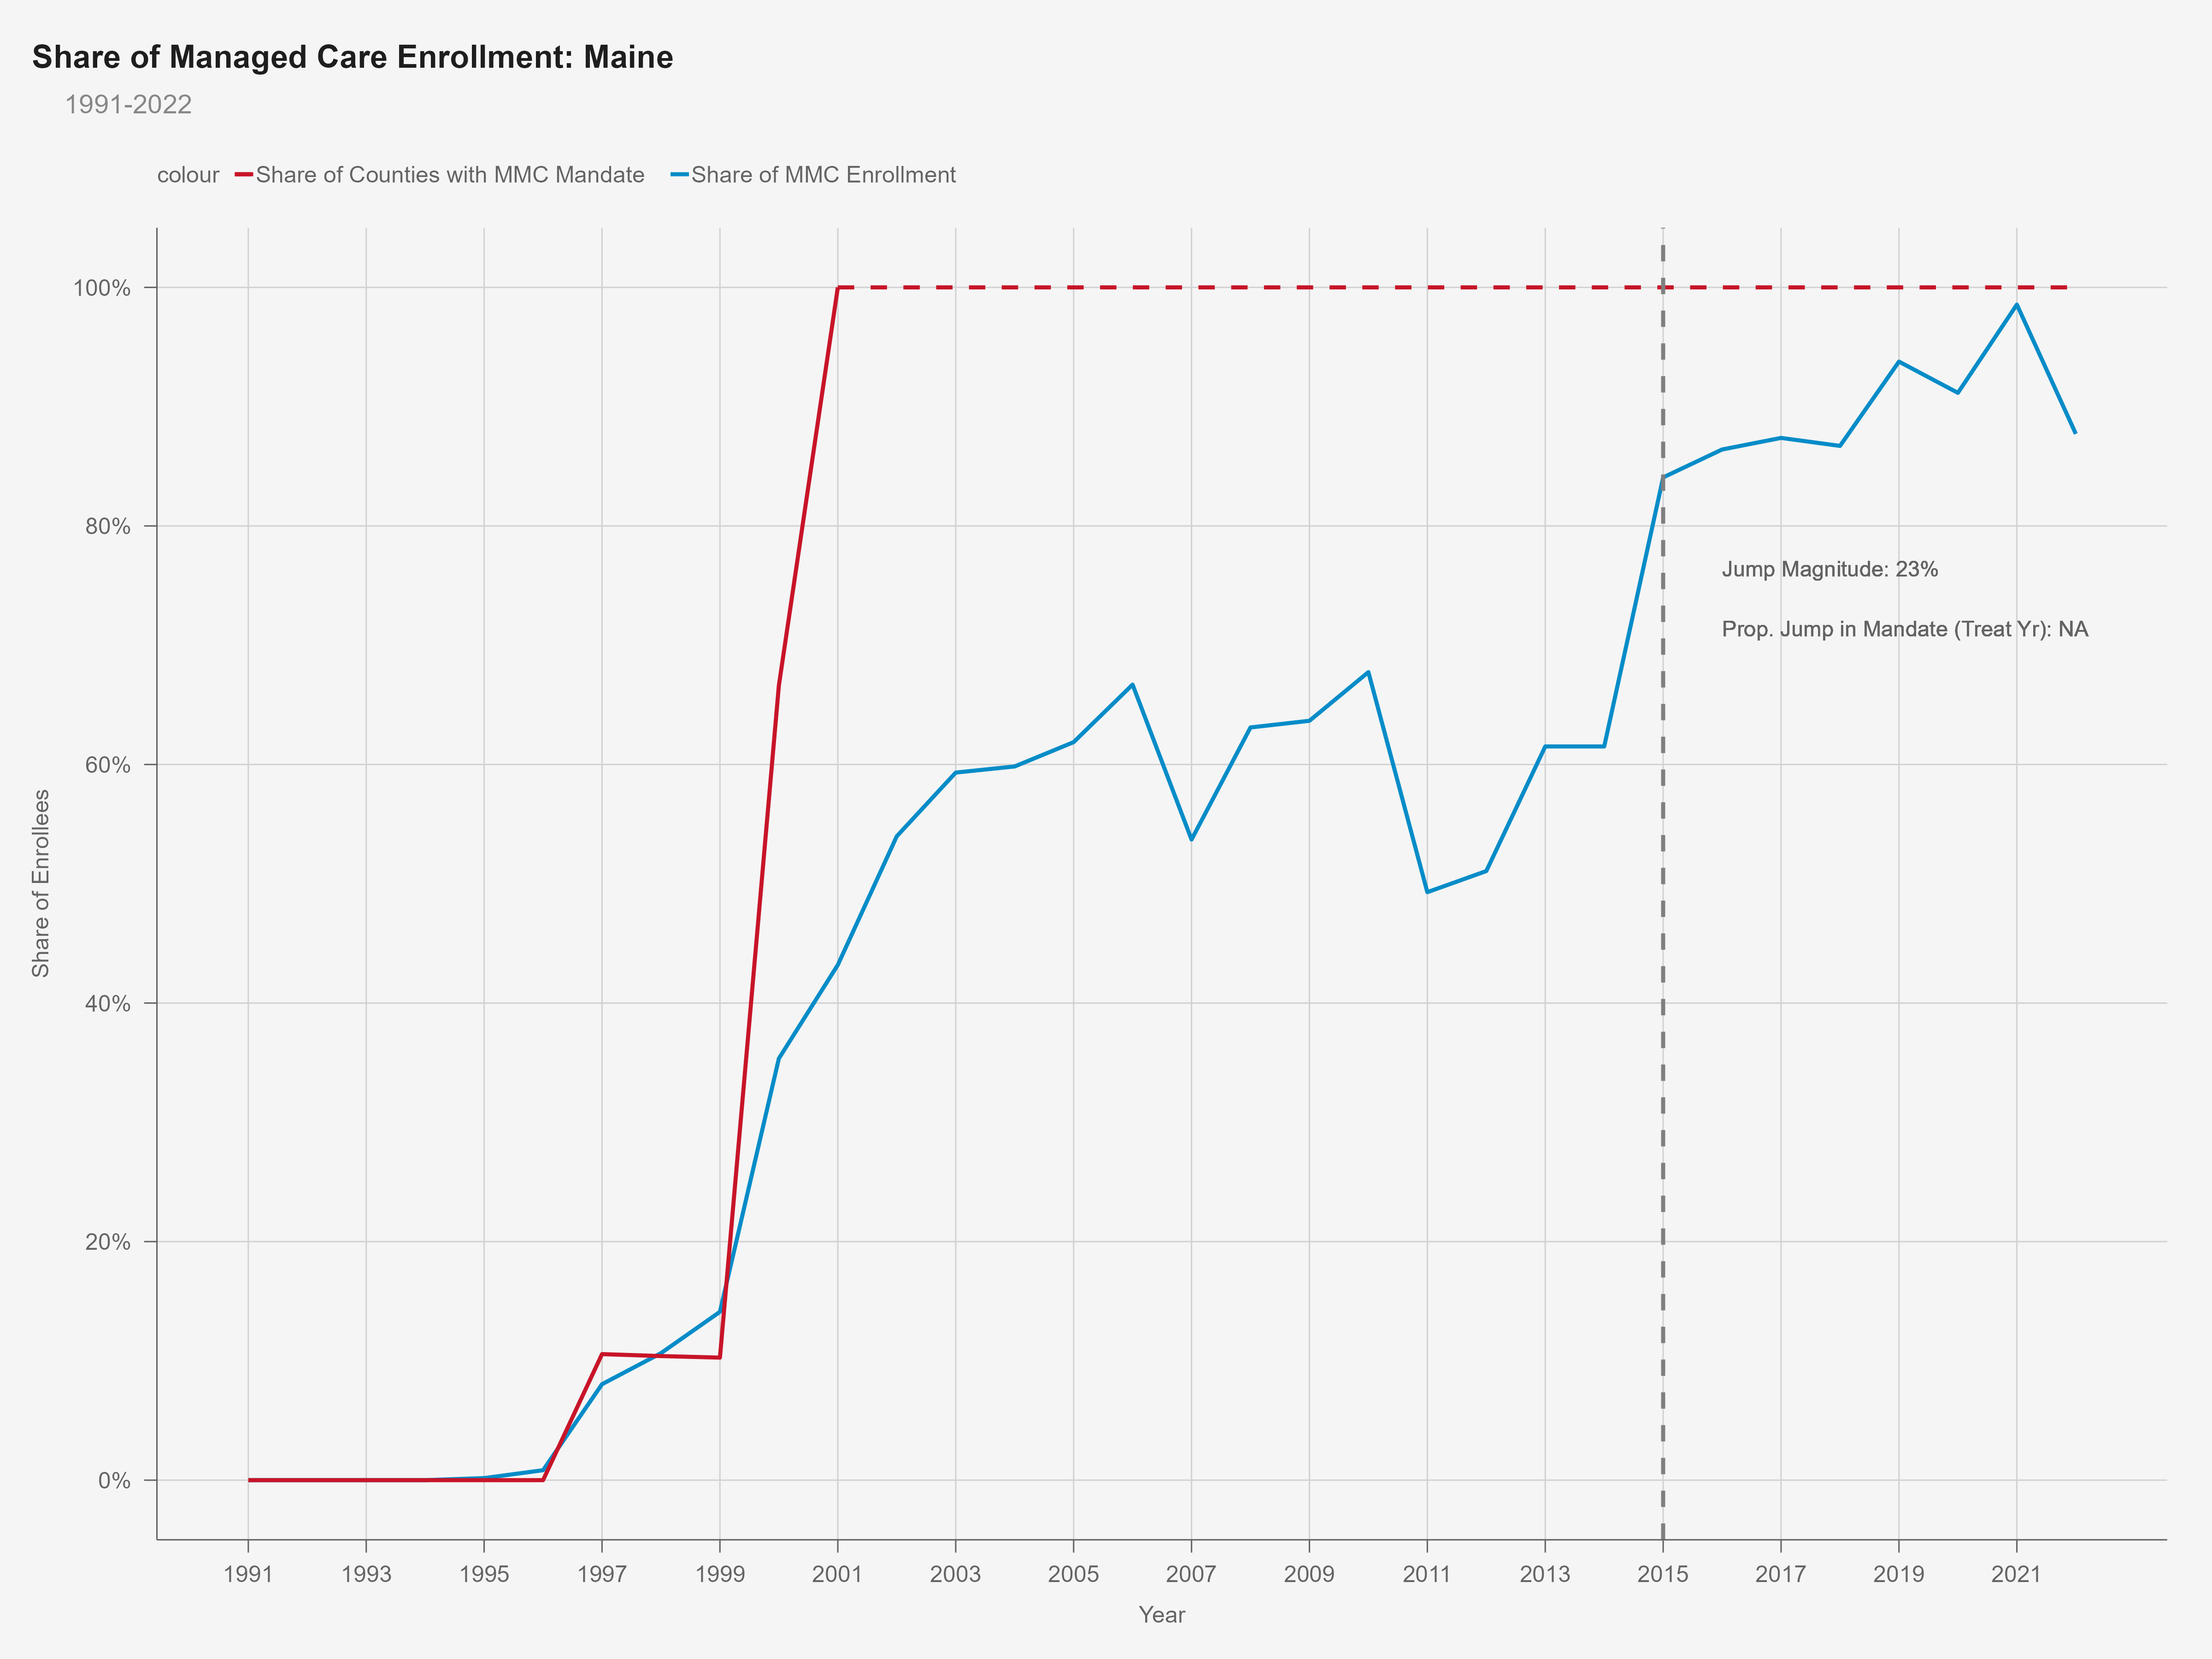 Share of Managed Care Enrollment: Maine
1991-2022
colour Share of Counties with MMC Mandate Share of MMC Enrollment
100%
80%
60%
40%
20%
0%
Share of Enrollees
Jump Magnitude: 23%
Prop. Jump in Mandate (Treat Yr): NA
1991 1993 1995 1997 1999 2001 2003 2005 2007 2009 2011 2013 2015 2017 2019 2021
Year